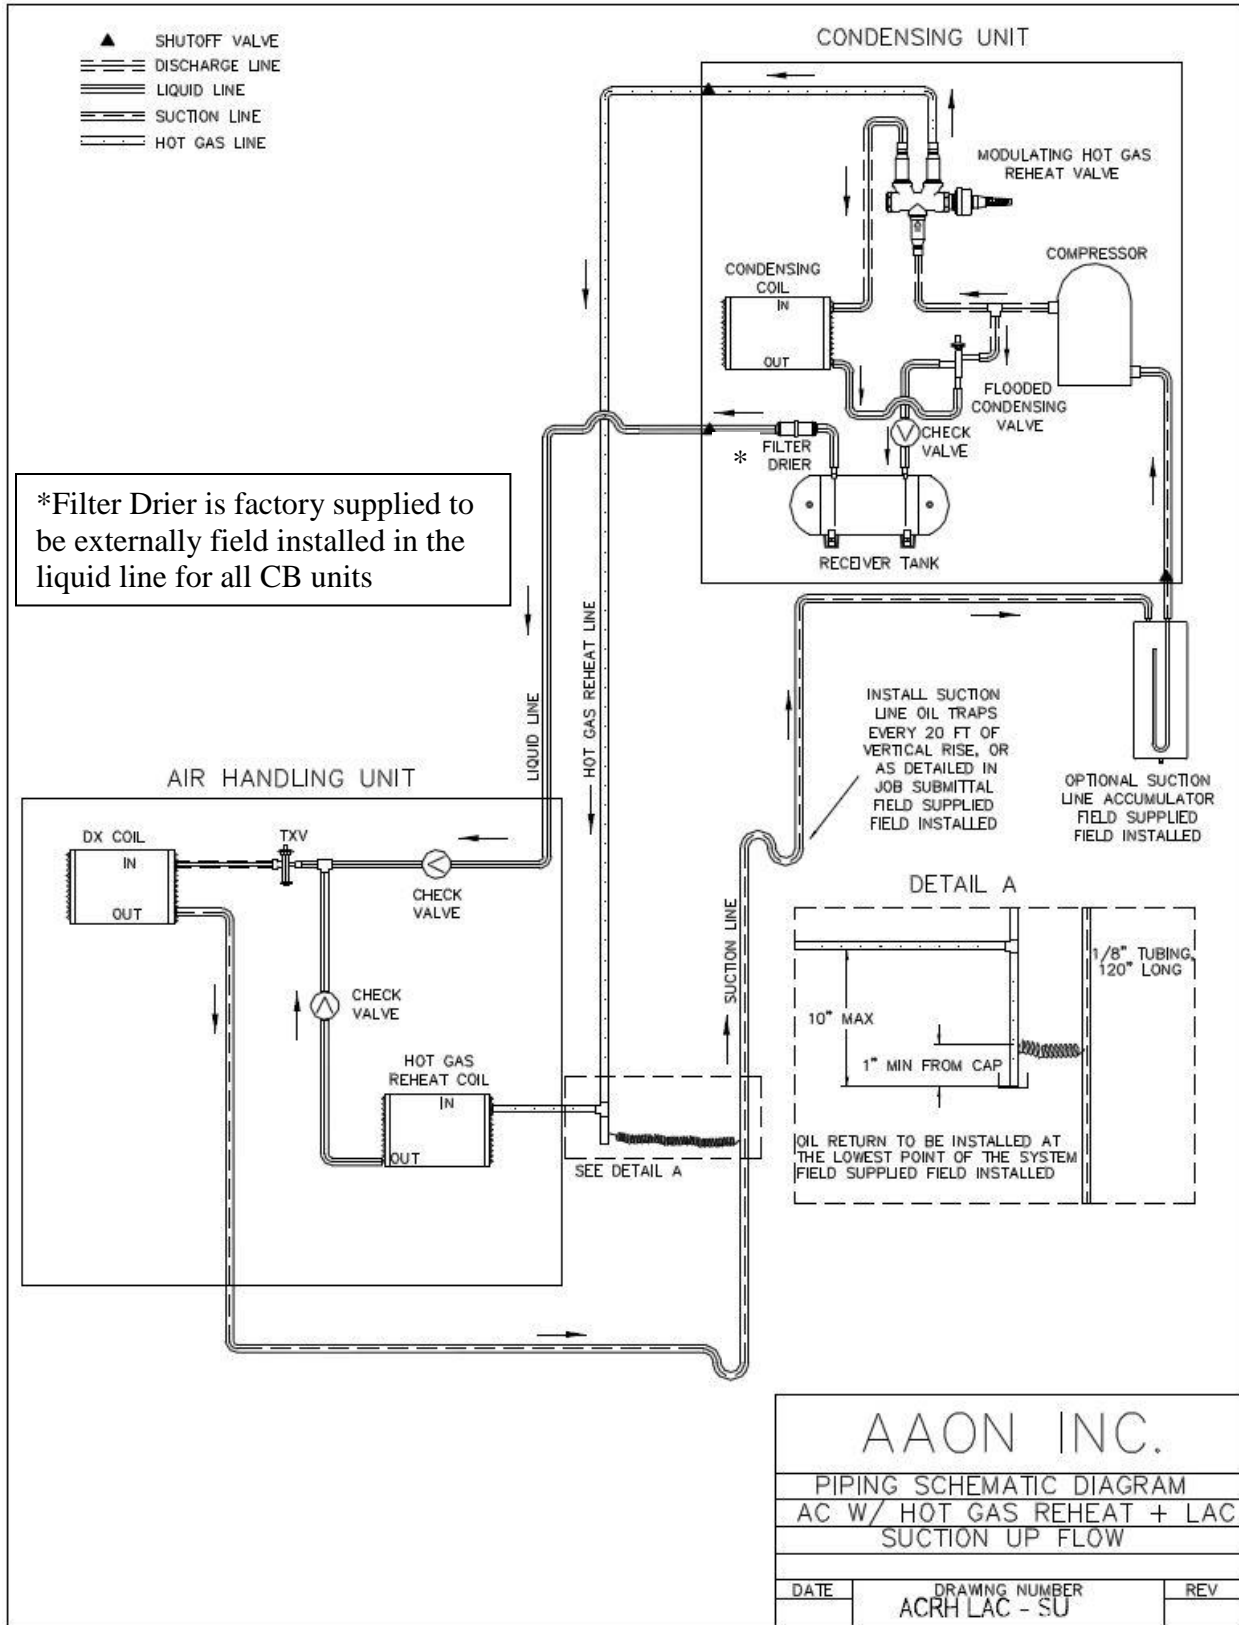 SHUTOFF VALVE
DISCHARGE LINE
LIQUID LINE
SUCTION LINE
HOT GAS LINE
CONDENSING UNIT
MODULATING HOT GAS
REHEAT VALVE
COMPRESSOR
CONDENSING
COIL
IN
OUT
FLOODED
CONDENSING
VALVE
CHECK
VALVE
*
FILTER
DRIER
RECEIVER TANK
*Filter Drier is factory supplied to
be externally field installed in the
liquid line for all CB units
LIQUID LINE
HOT GAS REHEAT LINE
INSTALL SUCTION
LINE OIL TRAPS
EVERY 20 FT OF
VERTICAL RISE, OR
AS DETAILED IN
JOB SUBMITTAL
FIELD SUPPLIED
FIELD INSTALLED
OPTIONAL SUCTION
LINE ACCUMULATOR
FIELD SUPPLIED
FIELD INSTALLED
AIR HANDLING UNIT
DX COIL
IN
OUT
TXV
CHECK
VALVE
CHECK
VALVE
HOT GAS
REHEAT COIL
IN
OUT
SEE DETAIL A
SUCTION LINE
DETAIL A
1/8" TUBING,
120" LONG
10" MAX
1" MIN FROM CAP
OIL RETURN TO BE INSTALLED AT
THE LOWEST POINT OF THE SYSTEM
FIELD SUPPLIED FIELD INSTALLED
AAON INC.
PIPING SCHEMATIC DIAGRAM
AC W/ HOT GAS REHEAT + LAC
SUCTION UP FLOW
DATE
DRAWING NUMBER
ACRH LAC - SU
REV